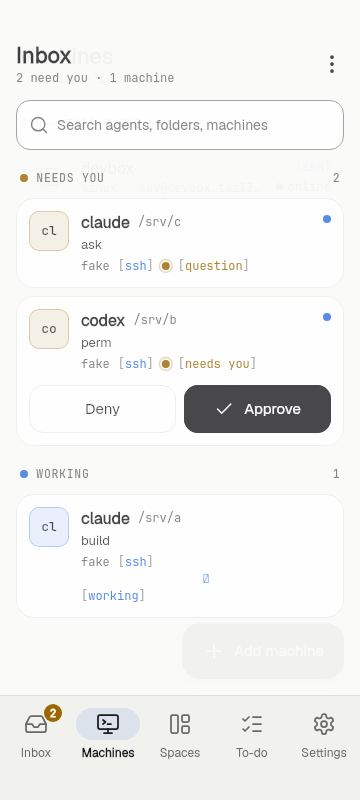 Inbox
2 need you · 1 machine
Search agents, folders, machines
NEEDS YOU 2
cl claude /srv/c
ask
fake [ssh] [question]
co codex /srv/b
perm
fake [ssh] [needs you]
Deny Approve
WORKING 1
cl claude /srv/a
build
fake [ssh]
[working]
Add machine
2
Inbox Machines Spaces To-do Settings